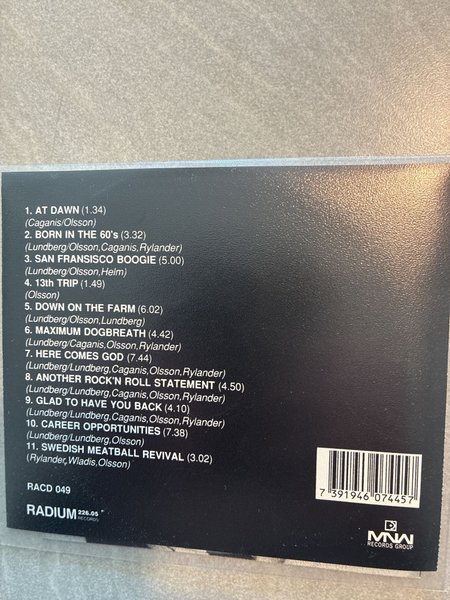 1. AT DAWN (1.34)
(Caganis/Olsson)
2. BORN IN THE 60's (3.32)
(Lundberg/Olsson,Caganis,Rylander)
3. SAN FRANSISCO BOOGIE (5.00)
(Lundberg/Olsson,Helm)
4. 13th TRIP (1.49)
(Olsson)
5. DOWN ON THE FARM (6.02)
(Lundberg/Olsson,Lundberg)
6. MAXIMUM DOGBREATH (4.42)
(Lundberg/Caganis,Olsson,Rylander)
7. HERE COMES GOD (7.44)
(Lundberg/Lundberg,Caganis,Olsson,Rylander)
8. ANOTHER ROCK'N ROLL STATEMENT (4.50)
(Lundberg/Lundberg,Caganis,Olsson,Rylander)
9. GLAD TO HAVE YOU BACK (4.10)
(Lundberg/Lundberg,Caganis,Olsson,Rylander)
10. CAREER OPPORTUNITIES (7.38)
(Lundberg/Lundberg,Olsson)
11. SWEDISH MEATBALL REVIVAL (3.02)
(Rylander,Wladis,Olsson)
RACD 049
RADIUM 226.05
RECORDS
7 391946 074457
MNW
RECORDS GROUP